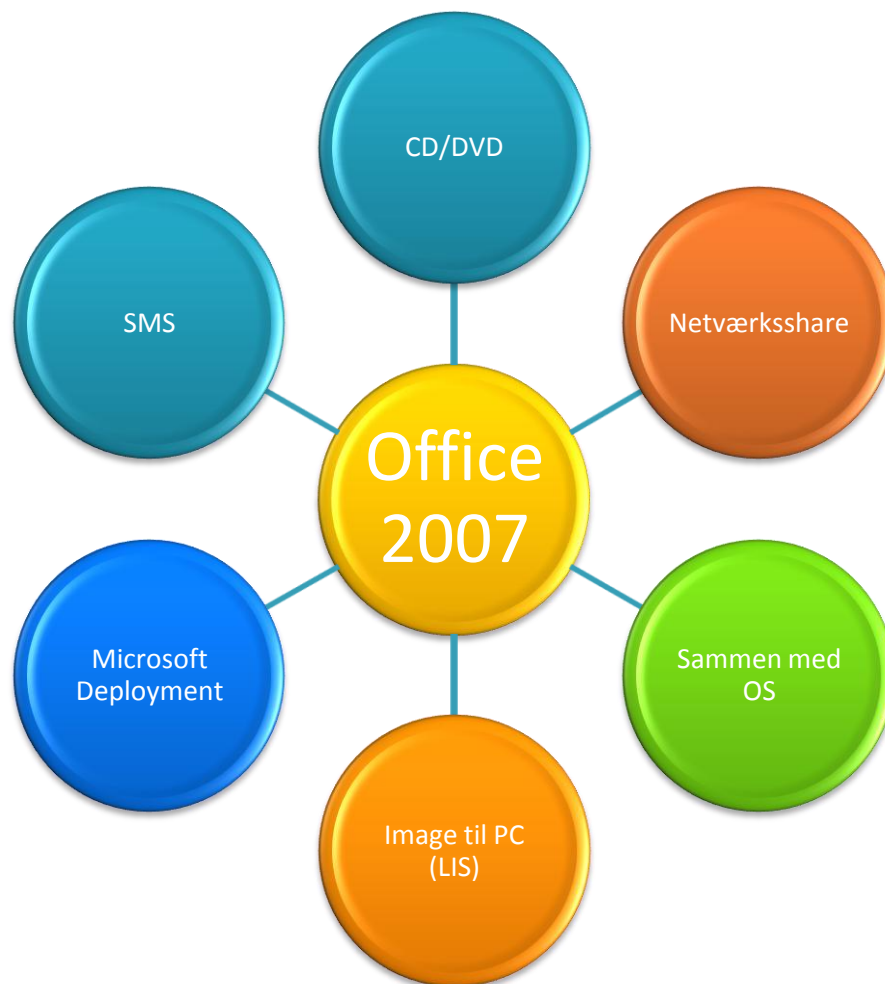 CD/DVD
SMS
Netværksshare
Office
2007
Microsoft
Deployment
Sammen med
OS
Image til PC
(LIS)